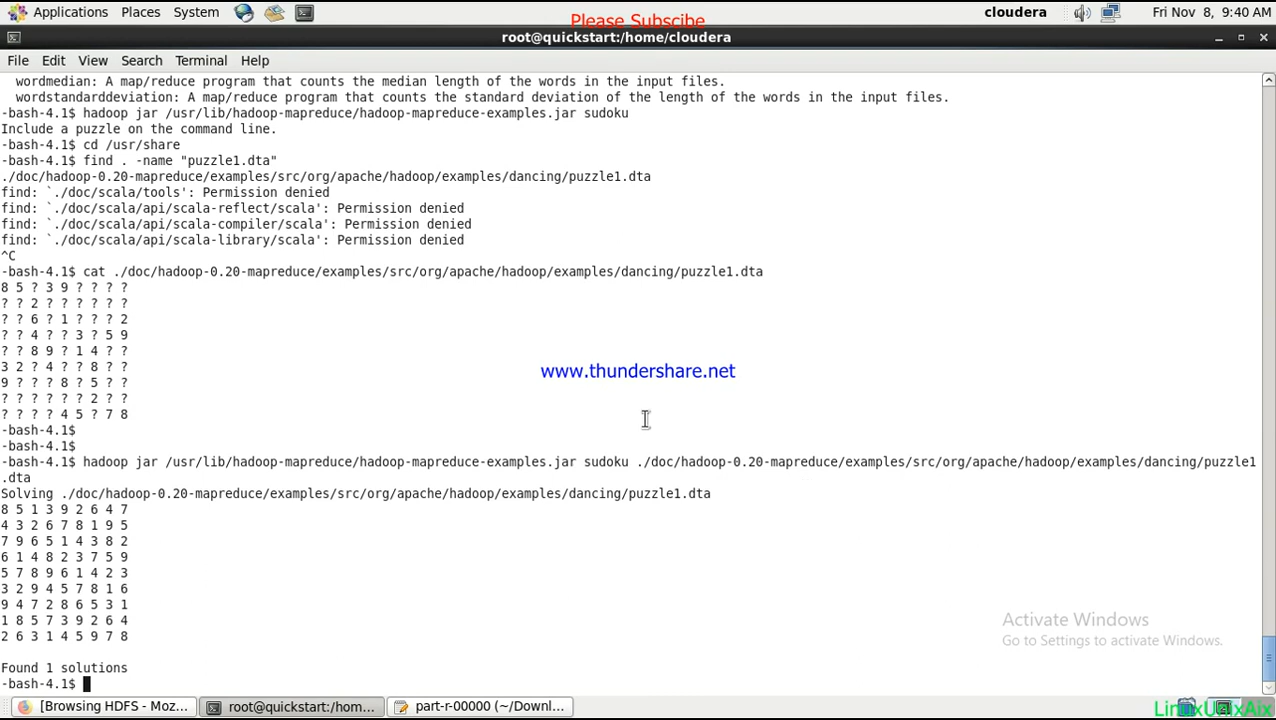 Applications Places System cloudera Fri Nov 8, 9:40 AM
Please Subscibe
root@quickstart:/home/cloudera
File Edit View Search Terminal Help
wordmedian: A map/reduce program that counts the median length of the words in the input files.
wordstandarddeviation: A map/reduce program that counts the standard deviation of the length of the words in the input files.
-bash-4.1$ hadoop jar /usr/lib/hadoop-mapreduce/hadoop-mapreduce-examples.jar sudoku
Include a puzzle on the command line.
-bash-4.1$ cd /usr/share
-bash-4.1$ find . -name "puzzle1.dta"
./doc/hadoop-0.20-mapreduce/examples/src/org/apache/hadoop/examples/dancing/puzzle1.dta
find: `./doc/scala/tools': Permission denied
find: `./doc/scala/api/scala-reflect/scala': Permission denied
find: `./doc/scala/api/scala-compiler/scala': Permission denied
find: `./doc/scala/api/scala-library/scala': Permission denied
^C
-bash-4.1$ cat ./doc/hadoop-0.20-mapreduce/examples/src/org/apache/hadoop/examples/dancing/puzzle1.dta
8 5 ? 3 9 ? ? ? ?
? ? 2 ? ? ? ? ? ?
? ? 6 ? 1 ? ? ? 2
? ? 4 ? ? 3 ? 5 9
? ? 8 9 ? 1 4 ? ?
3 2 ? 4 ? ? 8 ? ?
9 ? ? ? 8 ? 5 ? ?
? ? ? ? ? ? 2 ? ?
? ? ? ? 4 5 ? 7 8
-bash-4.1$
-bash-4.1$
-bash-4.1$ hadoop jar /usr/lib/hadoop-mapreduce/hadoop-mapreduce-examples.jar sudoku ./doc/hadoop-0.20-mapreduce/examples/src/org/apache/hadoop/examples/dancing/puzzle1
.dta
Solving ./doc/hadoop-0.20-mapreduce/examples/src/org/apache/hadoop/examples/dancing/puzzle1.dta
8 5 1 3 9 2 6 4 7
4 3 2 6 7 8 1 9 5
7 9 6 5 1 4 3 8 2
6 1 4 8 2 3 7 5 9
5 7 8 9 6 1 4 2 3
3 2 9 4 5 7 8 1 6
9 4 7 2 8 6 5 3 1
1 8 5 7 3 9 2 6 4
2 6 3 1 4 5 9 7 8
Found 1 solutions
-bash-4.1$
www.thundershare.net
Activate Windows
Go to Settings to activate Windows.
[Browsing HDFS - Moz... root@quickstart:/hom... part-r-00000 (~/Downl...
LinuxUnixAix